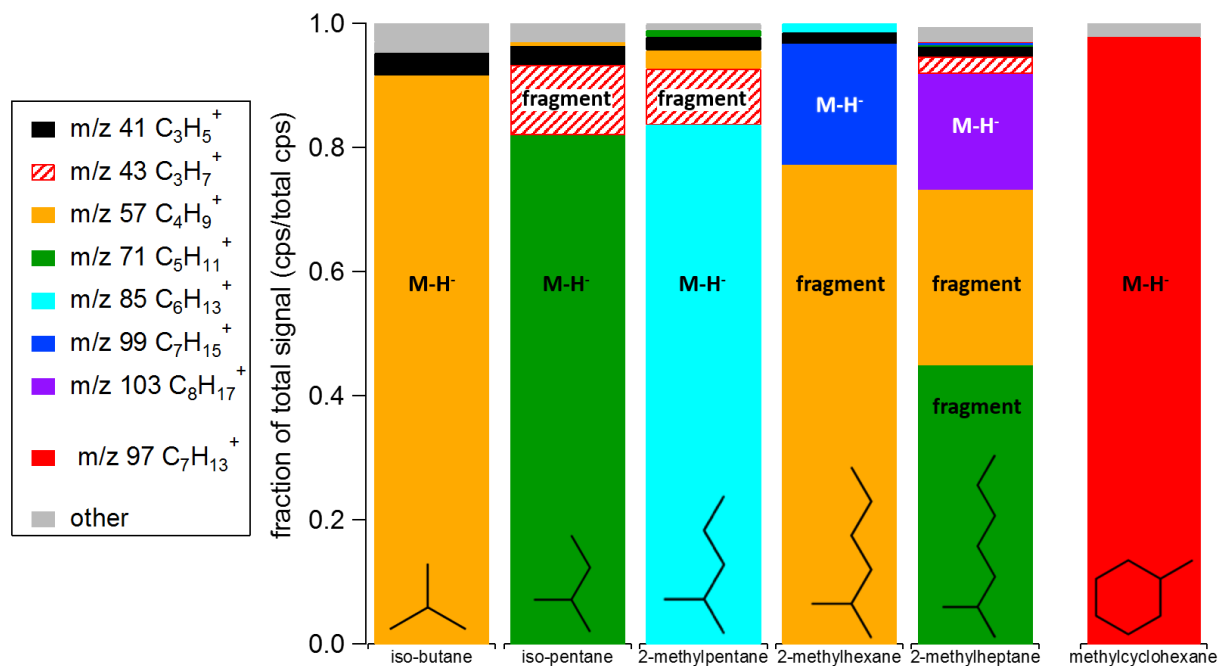 m/z 41 C₃H₅⁺
m/z 43 C₃H₇⁺
m/z 57 C₄H₉⁺
m/z 71 C₅H₁₁⁺
m/z 85 C₆H₁₃⁺
m/z 99 C₇H₁₅⁺
m/z 103 C₈H₁₇⁺
m/z 97 C₇H₁₃⁺
other
fraction of total signal (cps/total cps)
1.0
0.8
0.6
0.4
0.2
0.0
M-H⁻
fragment
M-H⁻
fragment
M-H⁻
M-H⁻
fragment
M-H⁻
fragment
fragment
M-H⁻
iso-butane
iso-pentane
2-methylpentane
2-methylhexane
2-methylheptane
methylcyclohexane